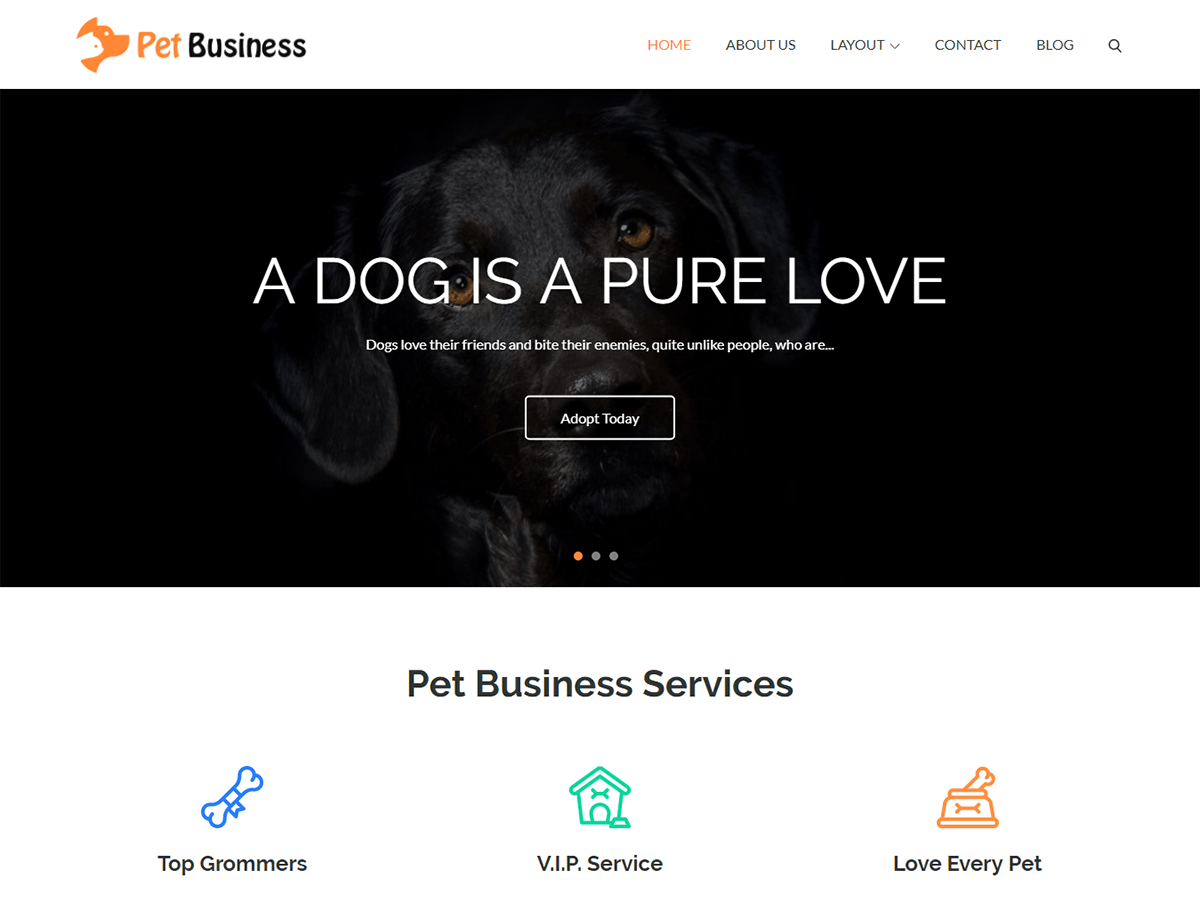 Pet Business
HOME ABOUT US LAYOUT CONTACT BLOG
A DOG IS A PURE LOVE
Dogs love their friends and bite their enemies, quite unlike people, who are...
Adopt Today
Pet Business Services
Top Grommers
V.I.P. Service
Love Every Pet